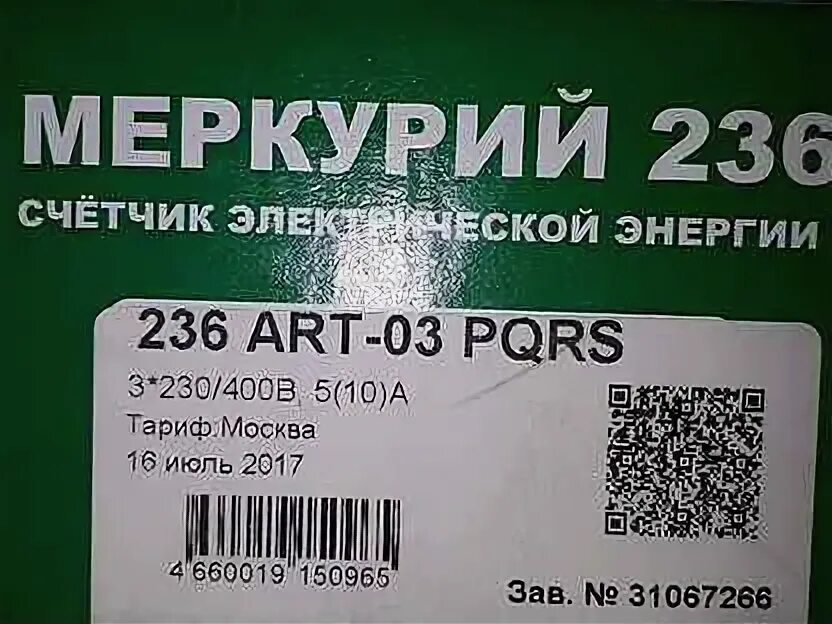 МЕРКУРИЙ 236
СЧЁТЧИК ЭЛЕКТРИЧЕСКОЙ ЭНЕРГИИ
236 ART-03 PQRS
3*230/400В 5(10)А
Тариф.Москва
16 июль 2017
4 660019 150965
Зав. № 31067266